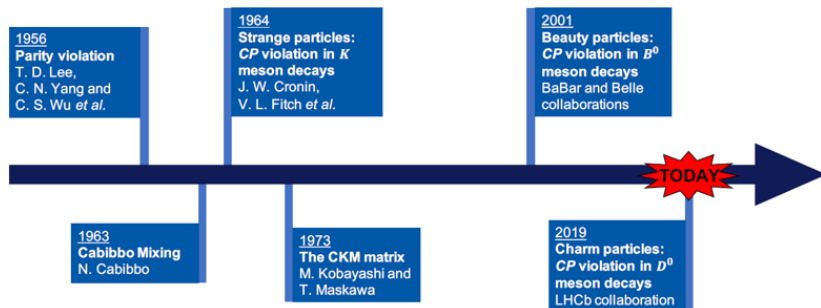 1956
Parity violation
T. D. Lee,
C. N. Yang and
C. S. Wu et al.
1964
Strange particles:
CP violation in K
meson decays
J. W. Cronin,
V. L. Fitch et al.
2001
Beauty particles:
CP violation in B⁰
meson decays
BaBar and Belle
collaborations
TODAY
1963
Cabibbo Mixing
N. Cabibbo
1973
The CKM matrix
M. Kobayashi and
T. Maskawa
2019
Charm particles:
CP violation in D⁰
meson decays
LHCb collaboration